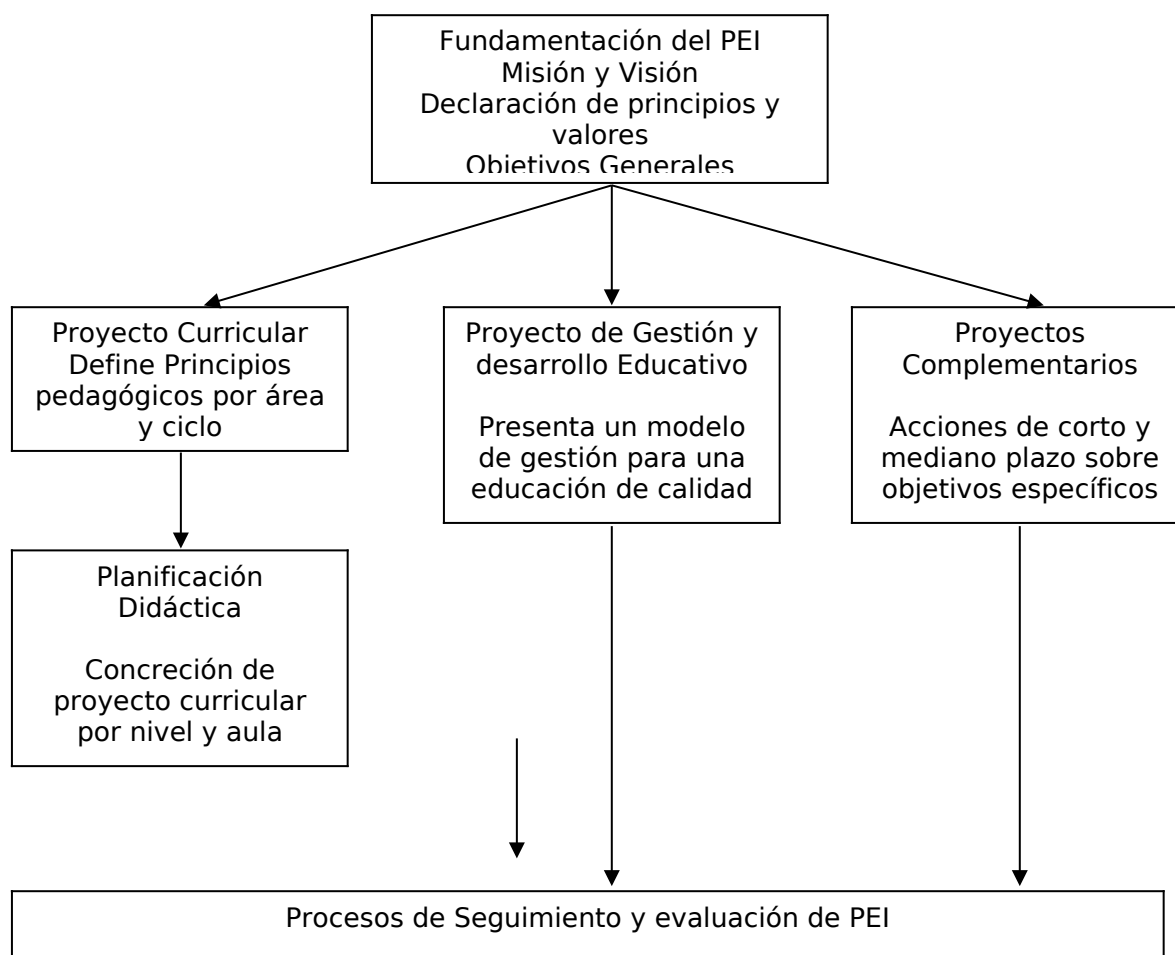 Fundamentación del PEI
Misión y Visión
Declaración de principios y
valores
Objetivos Generales
Proyecto Curricular
Define Principios
pedagógicos por área
y ciclo
Proyecto de Gestión y
desarrollo Educativo
Presenta un modelo
de gestión para una
educación de calidad
Proyectos
Complementarios
Acciones de corto y
mediano plazo sobre
objetivos específicos
Planificación
Didáctica
Concreción de
proyecto curricular
por nivel y aula
Procesos de Seguimiento y evaluación de PEI